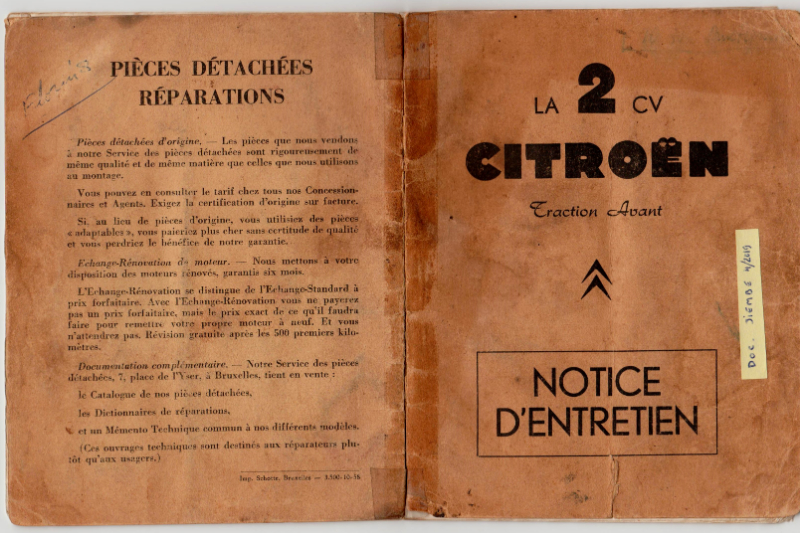 PIÈCES DÉTACHÉES
RÉPARATIONS
Pièces détachées d'origine. — Les pièces que nous vendons
à notre Service des pièces détachées sont rigoureusement de
même qualité et de même matière que celles que nous utilisons
au montage.
Vous pouvez en consulter le tarif chez tous nos Concession-
naires et Agents. Exigez la certification d'origine sur facture.
Si, au lieu de pièces d'origine, vous utilisiez des pièces
« adaptables », vous paieriez plus cher sans certitude de qualité
et vous perdriez le bénéfice de notre garantie.
Echange-Rénovation du moteur. — Nous mettons à votre
disposition des moteurs rénovés, garantis six mois.
L'Echange-Rénovation se distingue de l'Echange-Standard à
prix forfaitaire. Avec l'Echange-Rénovation vous ne payerez
pas un prix forfaitaire, mais le prix exact de ce qu'il faudra
faire pour remettre votre propre moteur à neuf. Et vous
n'attendrez pas. Révision gratuite après les 500 premiers kilo-
mètres.
Documentation complémentaire. — Notre Service des pièces
détachées, 7, place de l'Yser, à Bruxelles, tient en vente :
le Catalogue de nos pièces détachées,
les Dictionnaires de réparations,
et un Mémento Technique commun à nos différents modèles.
(Ces ouvrages techniques sont destinés aux réparateurs plu-
tôt qu'aux usagers.)
Imp. Bruxelles —
LA 2 CV
CITROËN
Traction Avant
DOC. DIEMBE 4/2019
NOTICE
D'ENTRETIEN